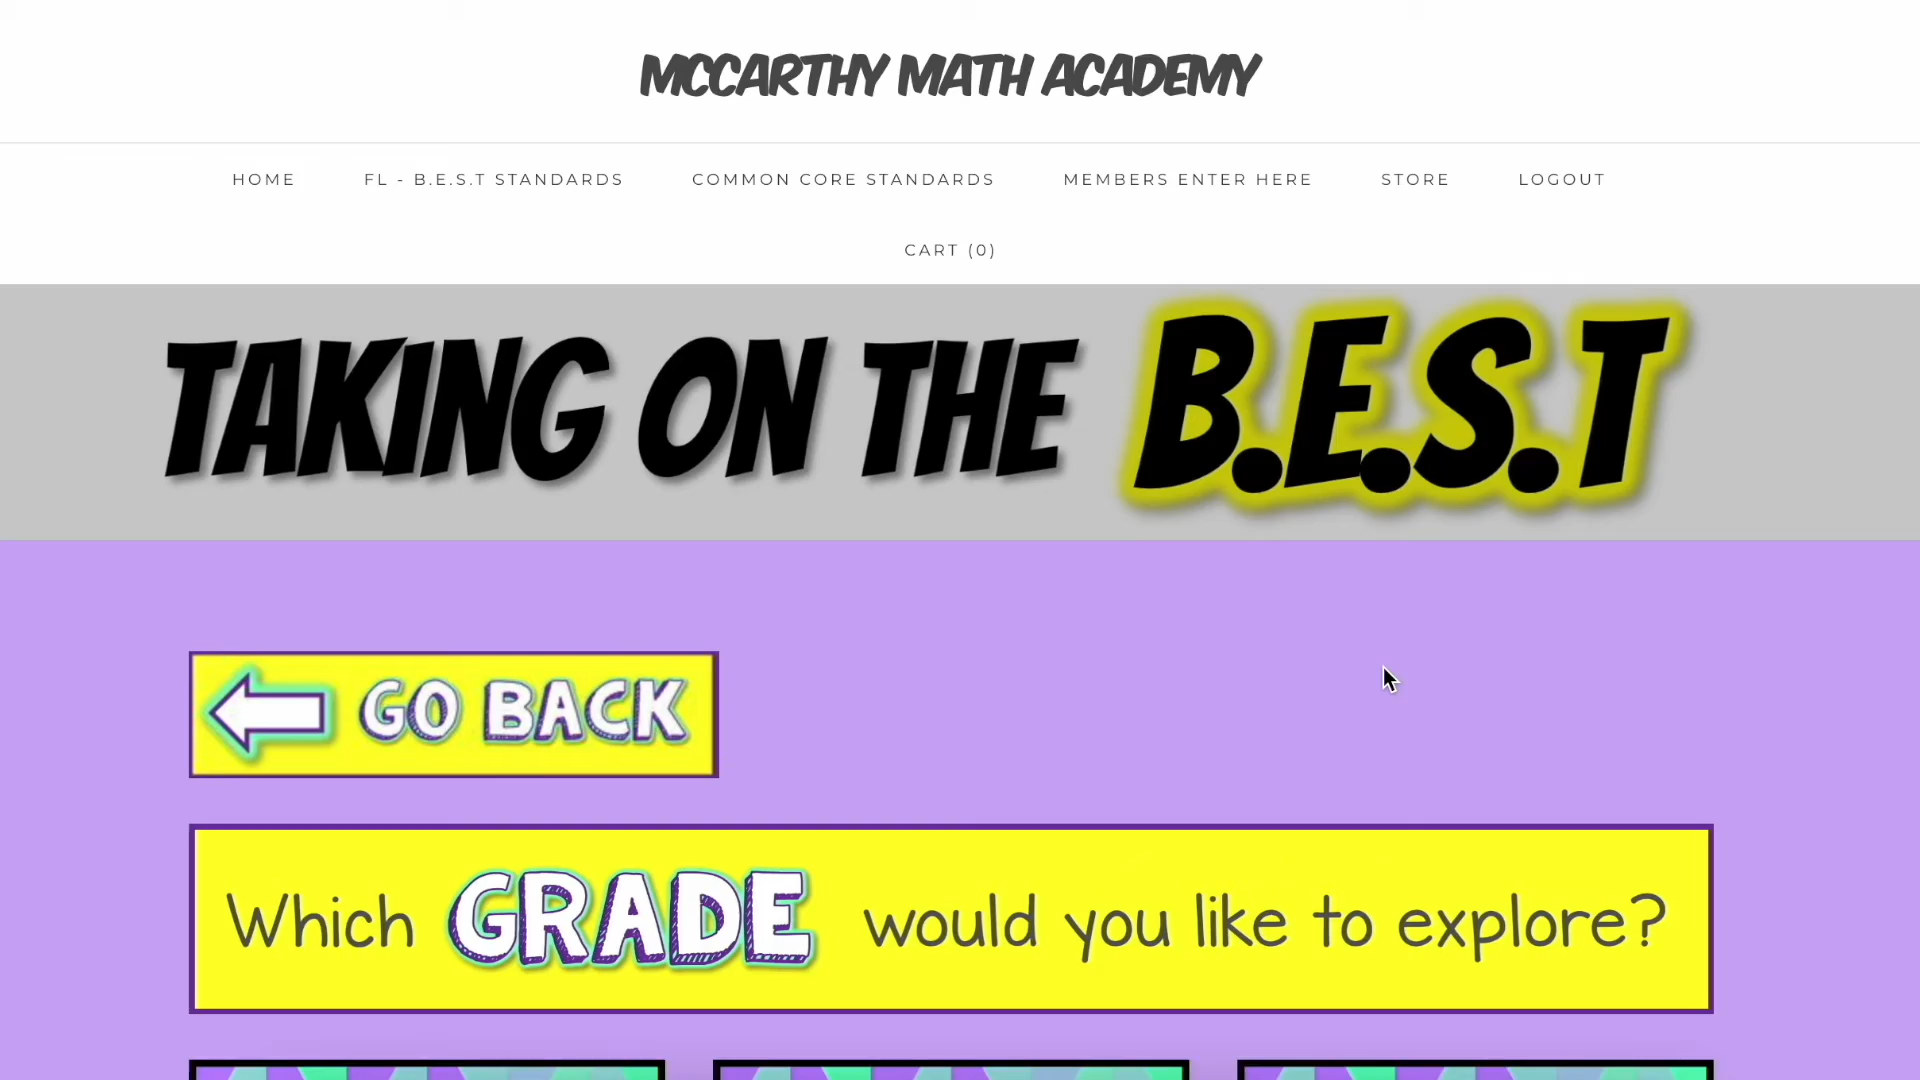 MCCARTHY MATH ACADEMY
HOME FL - B.E.S.T STANDARDS COMMON CORE STANDARDS MEMBERS ENTER HERE STORE LOGOUT
CART (0)
TAKING ON THE B.E.S.T
GO BACK
Which GRADE would you like to explore?